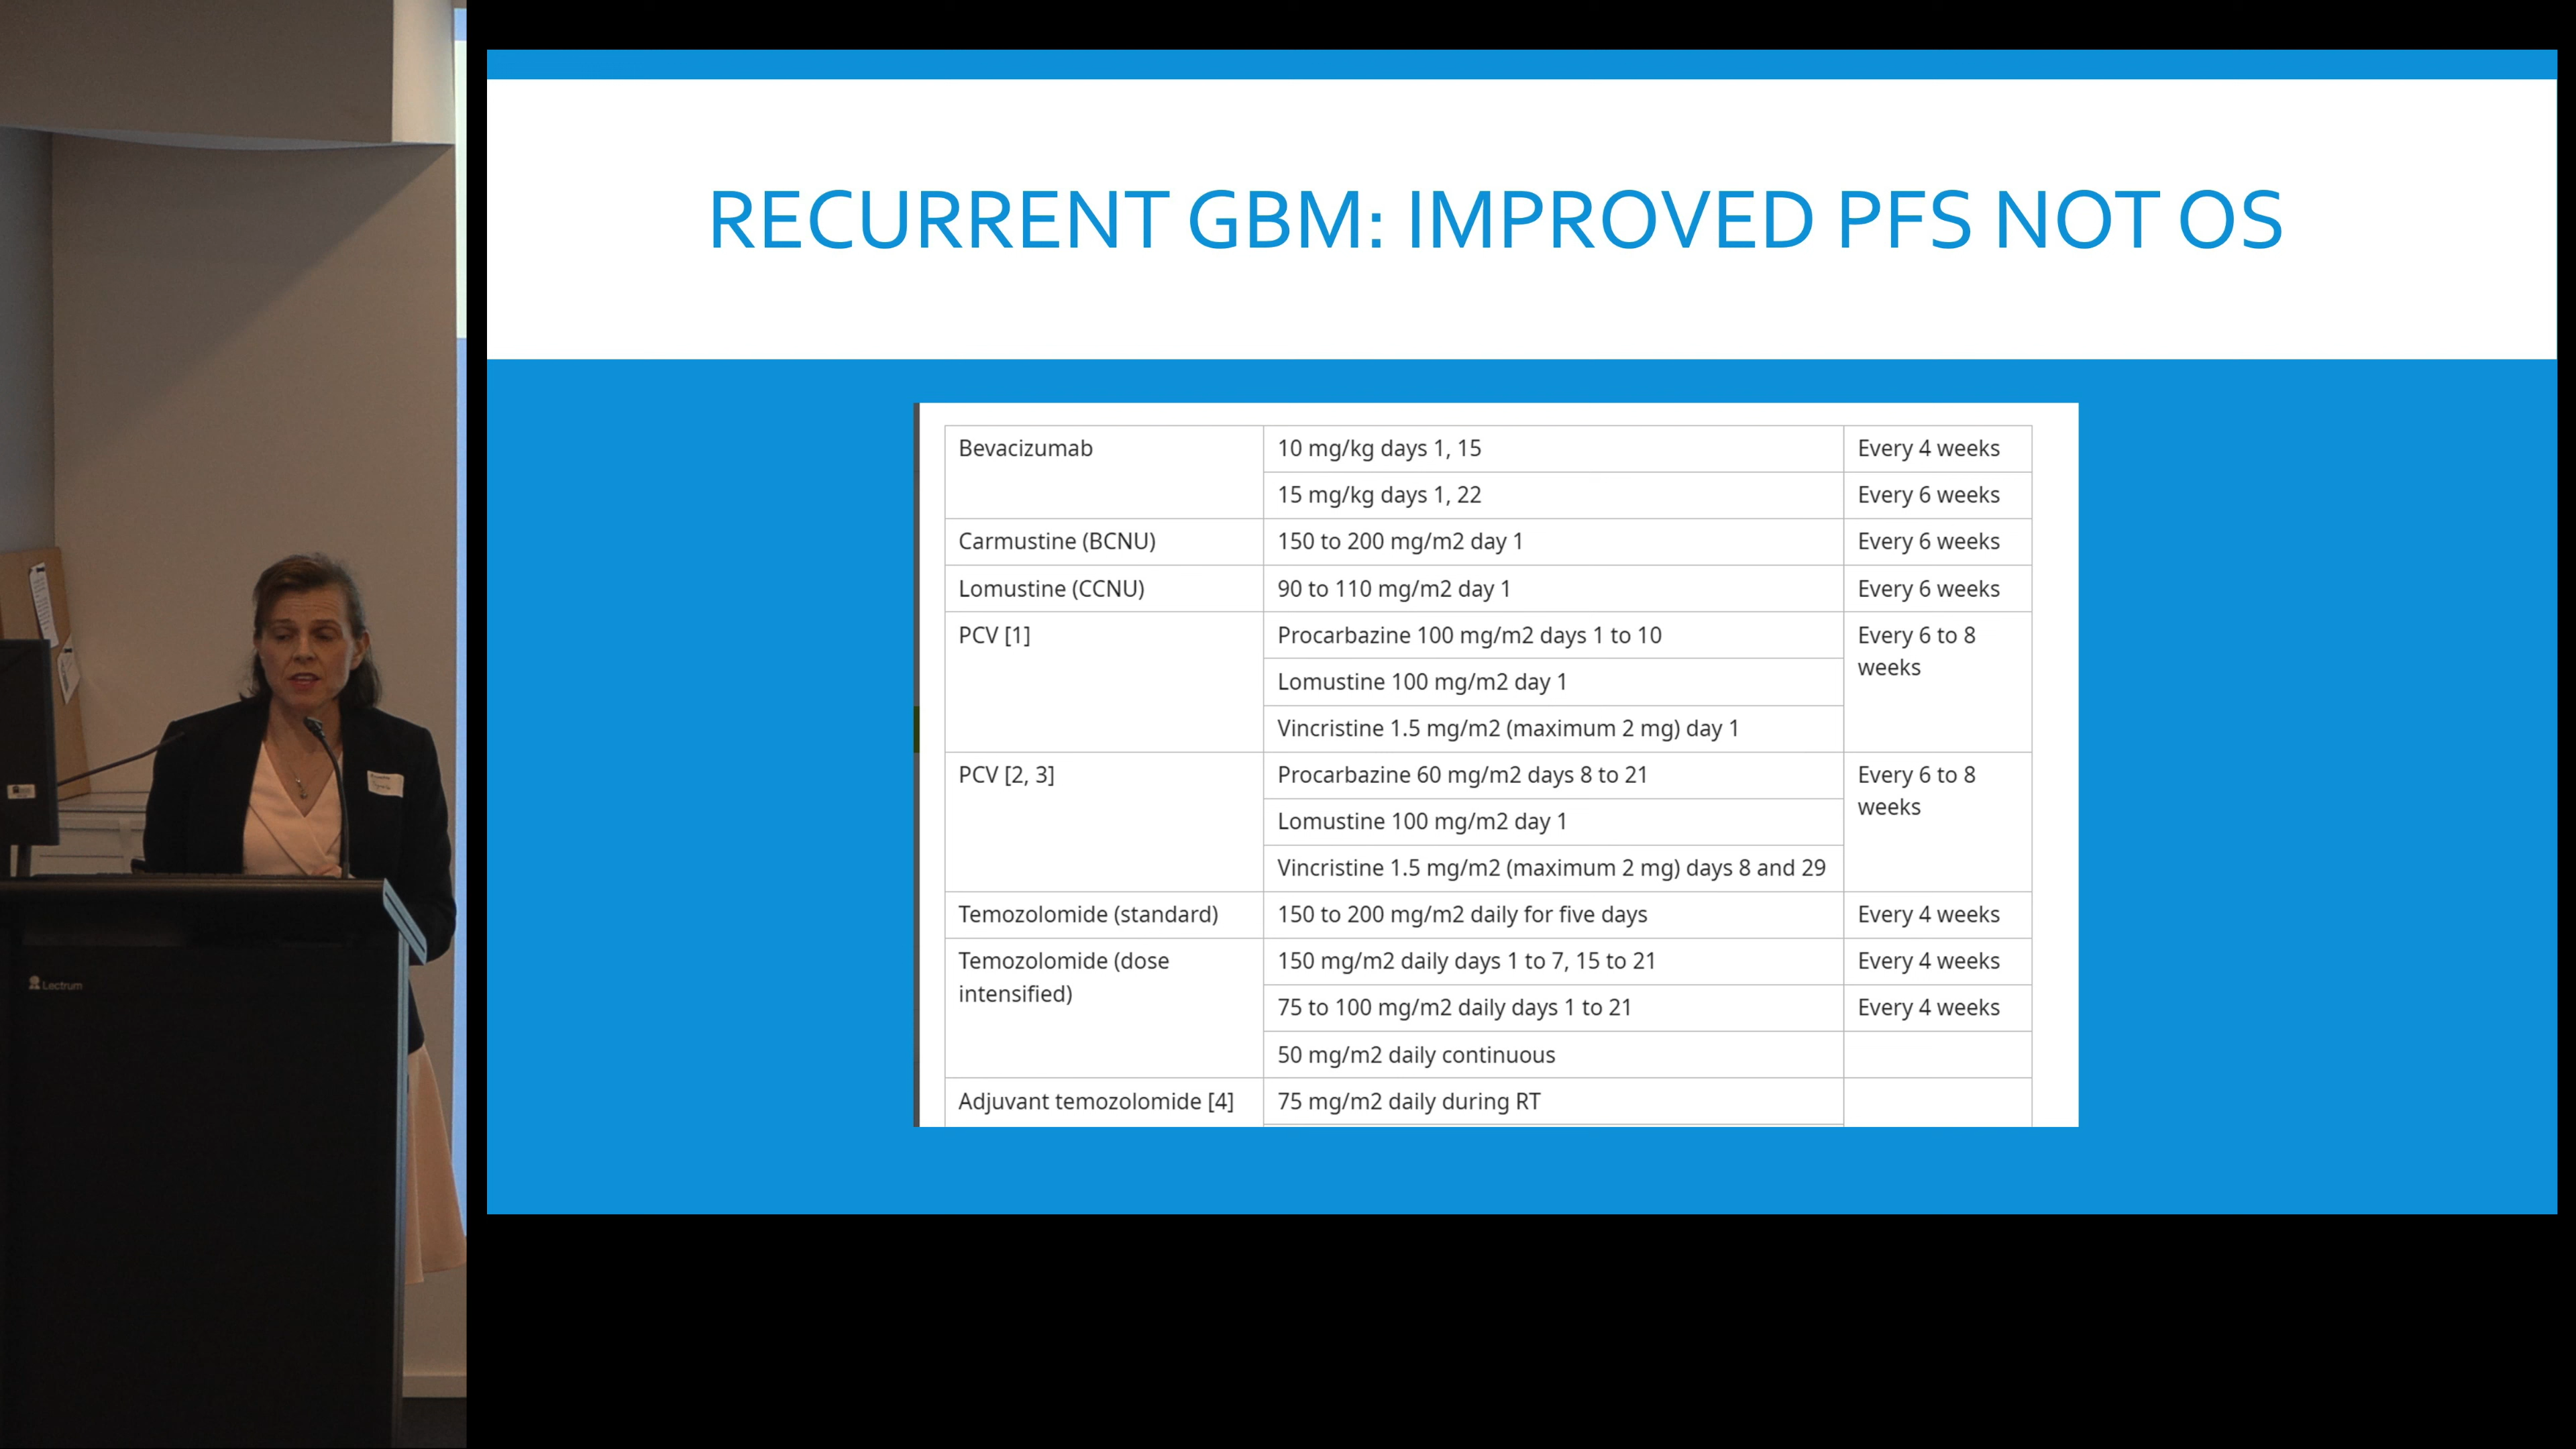 RECURRENT GBM: IMPROVED PFS NOT OS
Bevacizumab 10 mg/kg days 1, 15 Every 4 weeks
15 mg/kg days 1, 22 Every 6 weeks
Carmustine (BCNU) 150 to 200 mg/m2 day 1 Every 6 weeks
Lomustine (CCNU) 90 to 110 mg/m2 day 1 Every 6 weeks
PCV [1] Procarbazine 100 mg/m2 days 1 to 10 Every 6 to 8
weeks
Lomustine 100 mg/m2 day 1
Vincristine 1.5 mg/m2 (maximum 2 mg) day 1
PCV [2, 3] Procarbazine 60 mg/m2 days 8 to 21 Every 6 to 8
weeks
Lomustine 100 mg/m2 day 1
Vincristine 1.5 mg/m2 (maximum 2 mg) days 8 and 29
Temozolomide (standard) 150 to 200 mg/m2 daily for five days Every 4 weeks
Temozolomide (dose 150 mg/m2 daily days 1 to 7, 15 to 21 Every 4 weeks
intensified)
75 to 100 mg/m2 daily days 1 to 21 Every 4 weeks
50 mg/m2 daily continuous
Adjuvant temozolomide [4] 75 mg/m2 daily during RT
Lectrum